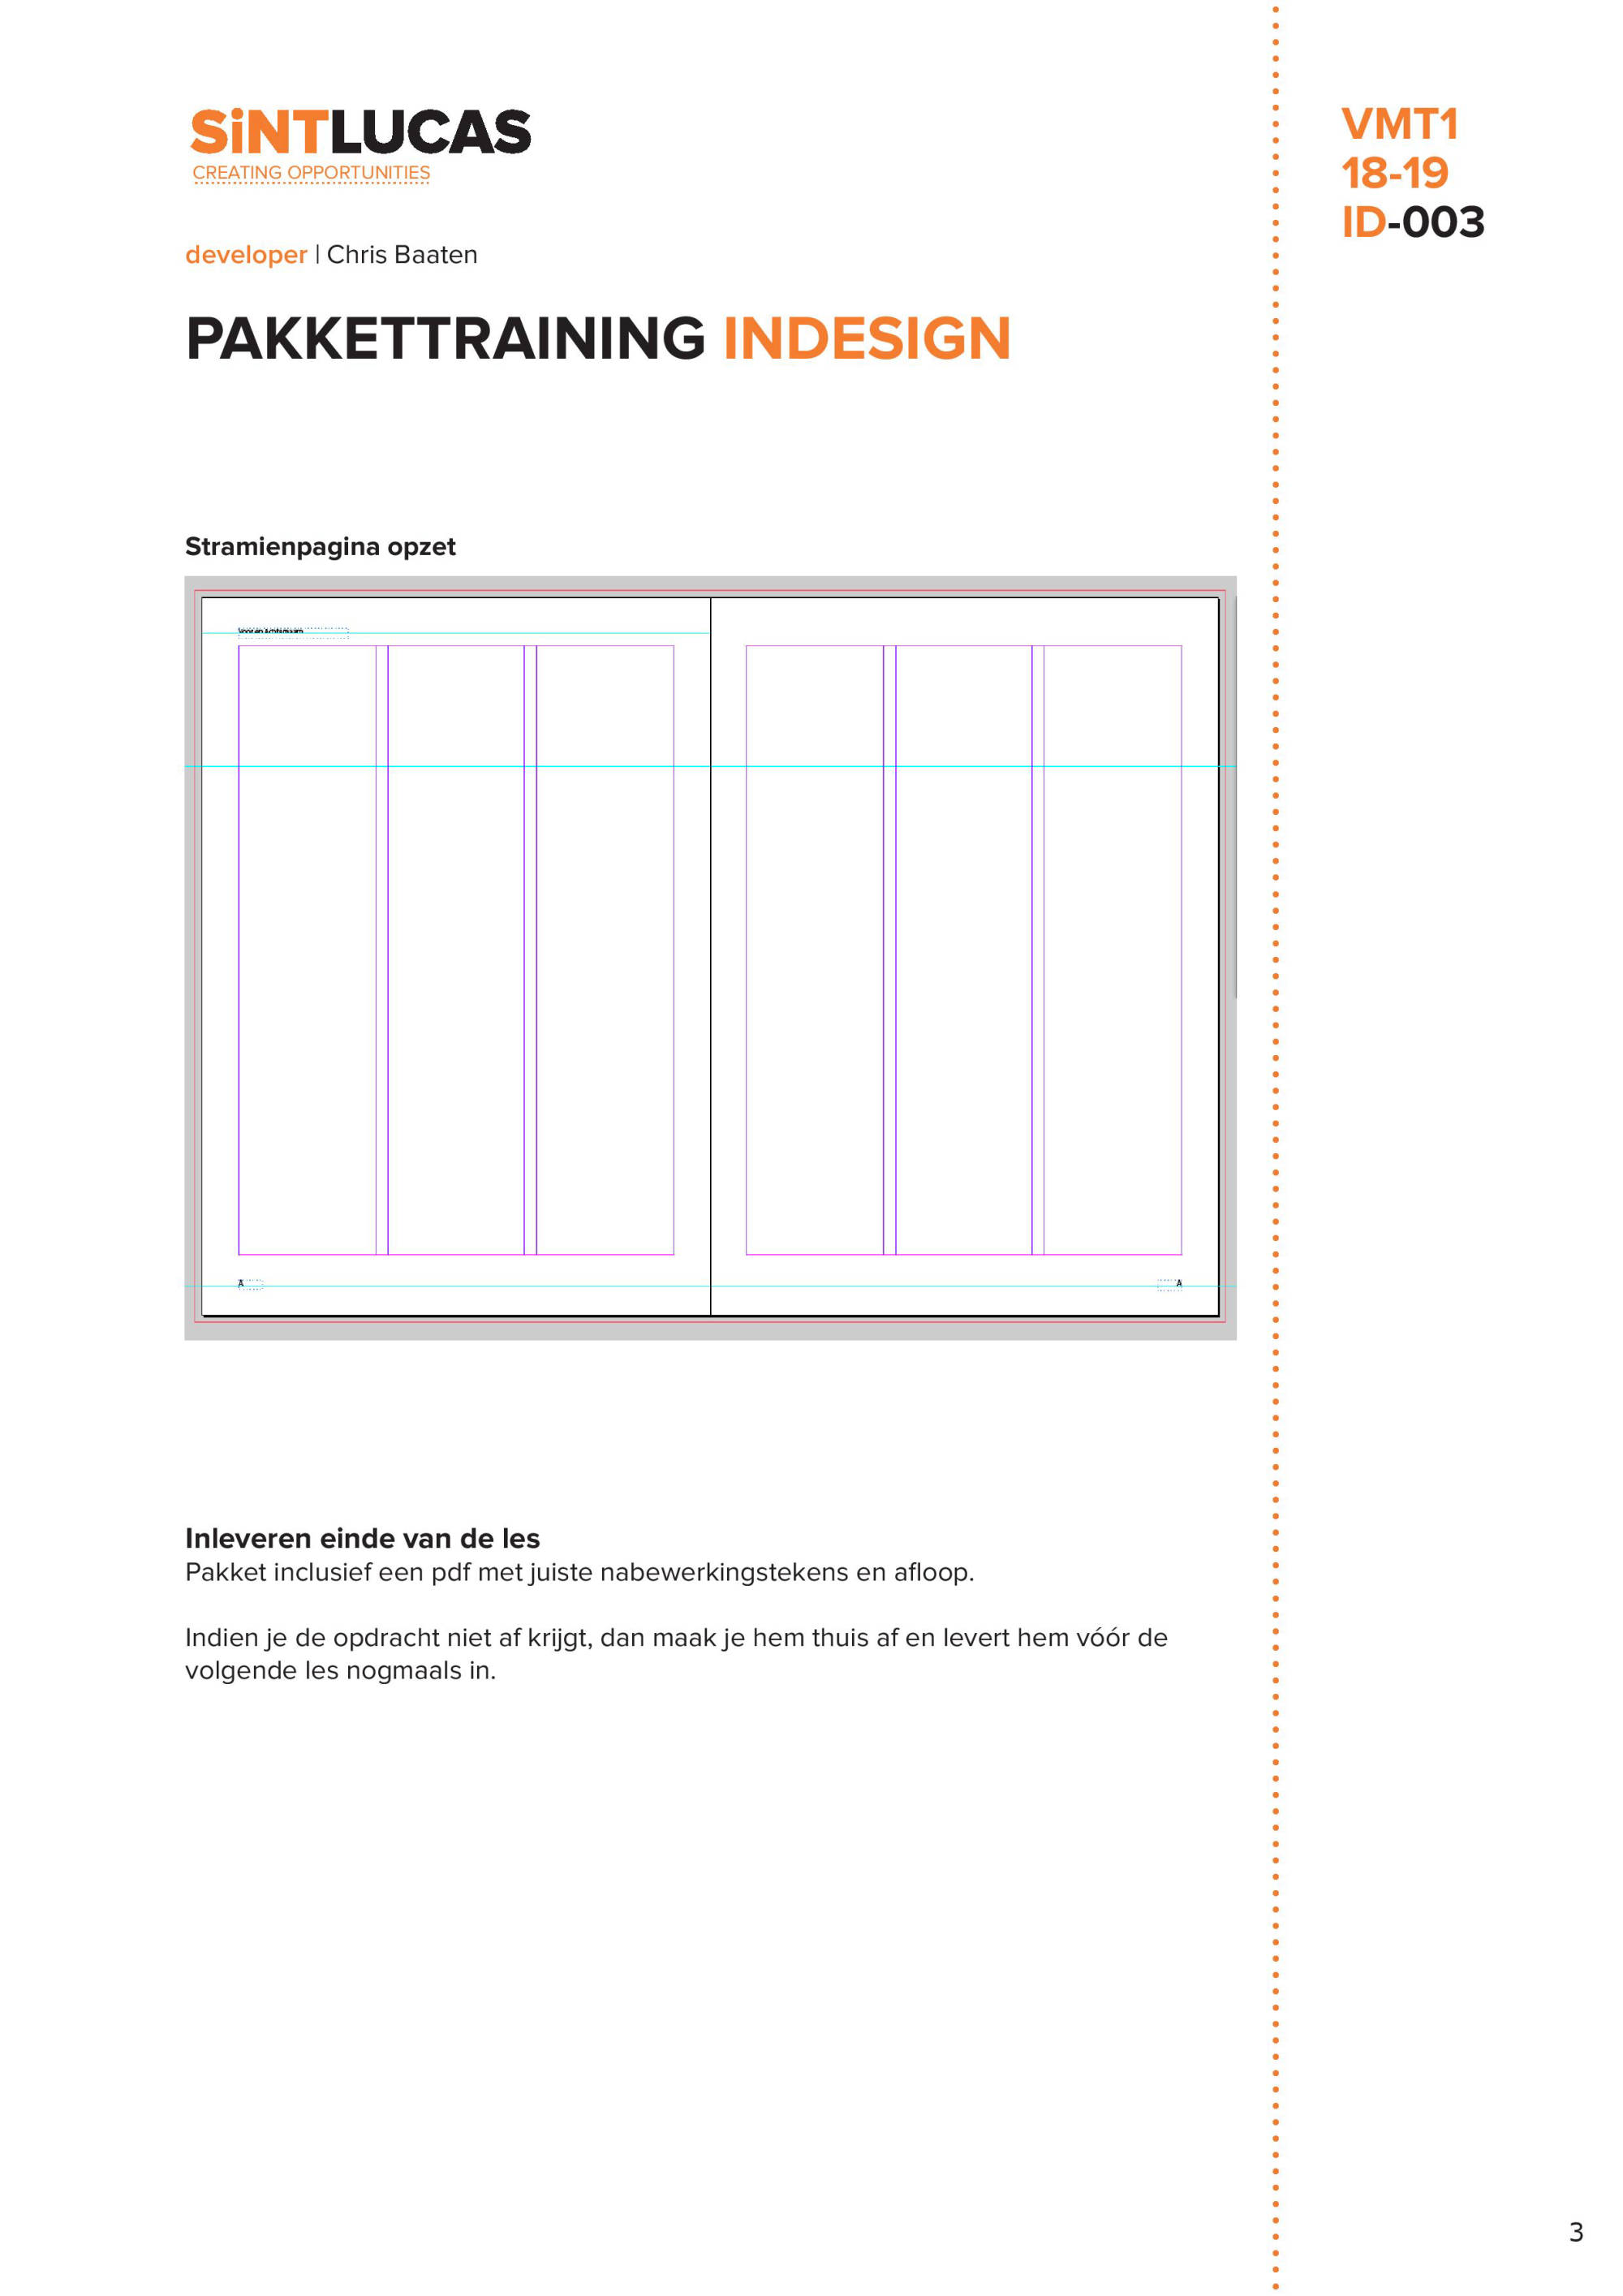 SiNTLUCAS
CREATING OPPORTUNITIES
VMT1
18-19
ID-003
developer | Chris Baaten
PAKKETTRAINING INDESIGN
Stramienpagina opzet
A
A
Inleveren einde van de les
Pakket inclusief een pdf met juiste nabewerkingstekens en afloop.
Indien je de opdracht niet af krijgt, dan maak je hem thuis af en levert hem vóór de
volgende les nogmaals in.
3